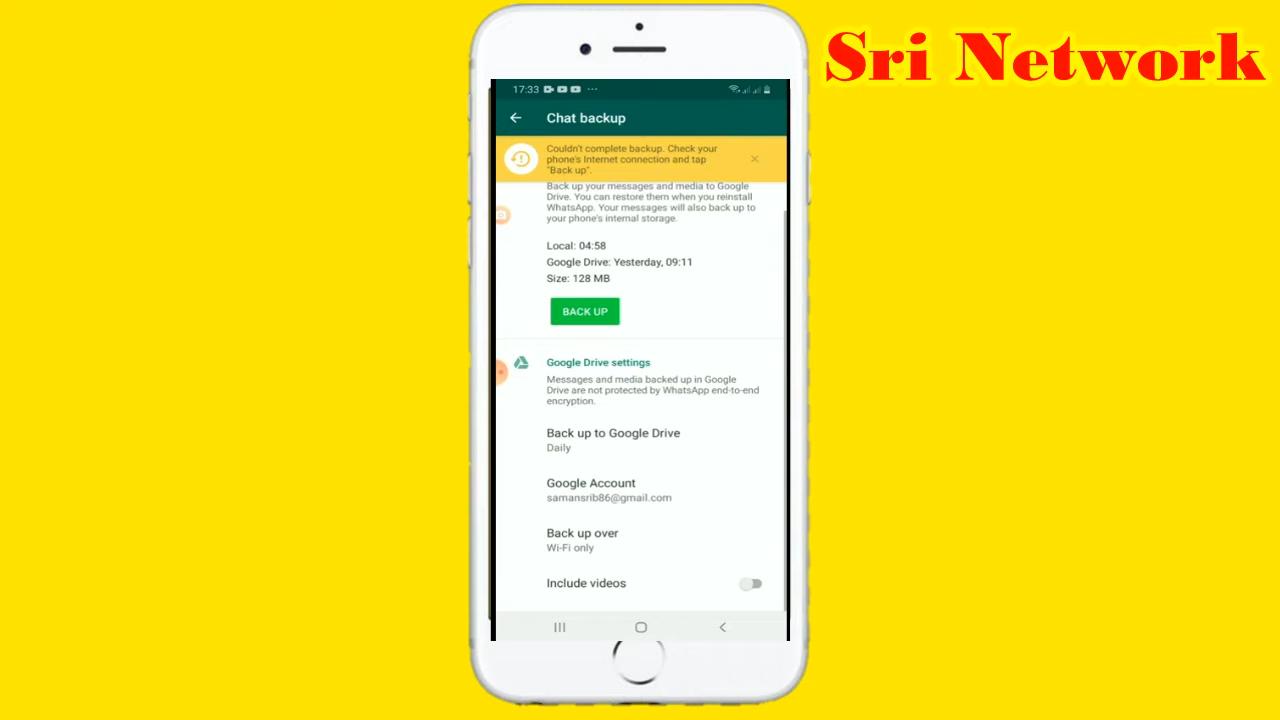 Sri Network
17:33
Chat backup
Couldn't complete backup. Check your
phone's Internet connection and tap
"Back up".
Back up your messages and media to Google
Drive. You can restore them when you reinstall
WhatsApp. Your messages will also back up to
your phone's internal storage.
Local: 04:58
Google Drive: Yesterday, 09:11
Size: 128 MB
BACK UP
Google Drive settings
Messages and media backed up in Google
Drive are not protected by WhatsApp end-to-end
encryption.
Back up to Google Drive
Daily
Google Account
samansrib86@gmail.com
Back up over
Wi-Fi only
Include videos